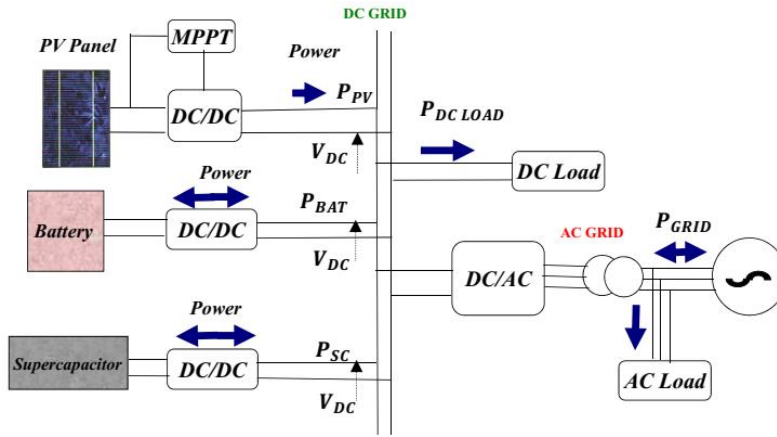 DC GRID
PV Panel
MPPT
Power
DC/DC
P_PV
V_DC
P_DC LOAD
DC Load
Power
Battery
DC/DC
P_BAT
V_DC
AC GRID
P_GRID
DC/AC
Power
Supercapacitor
DC/DC
P_SC
V_DC
AC Load